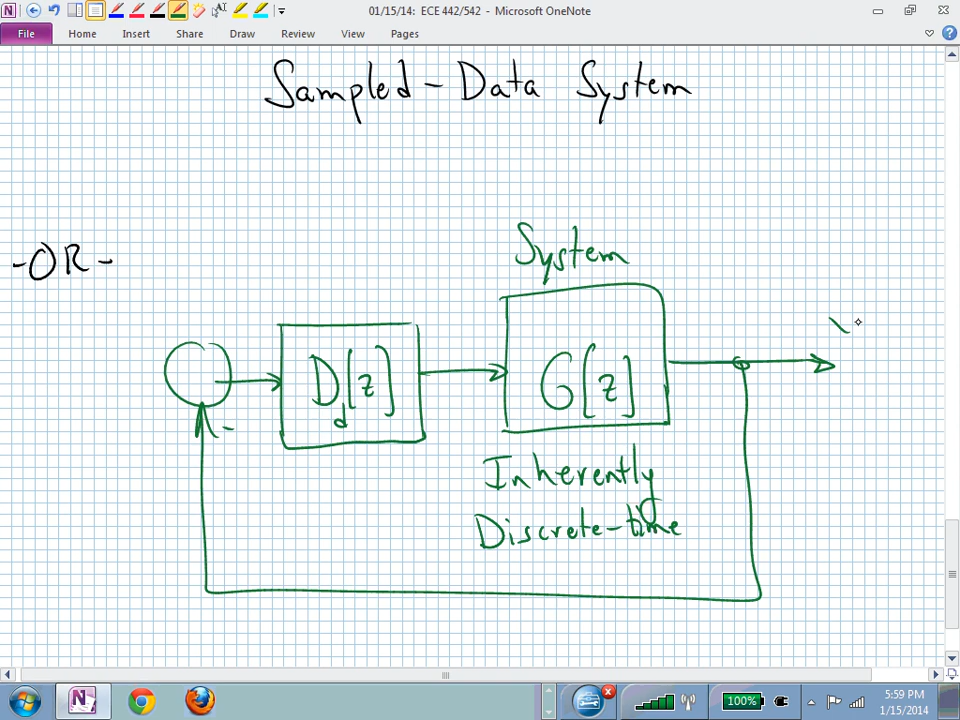 01/15/14: ECE 442/542 - Microsoft OneNote
File Home Insert Share Draw Review View Pages
Sampled - Data System
-OR-
System
D_d[z] G[z]
-
Inherently
Discrete-time
100%
5:59 PM
1/15/2014